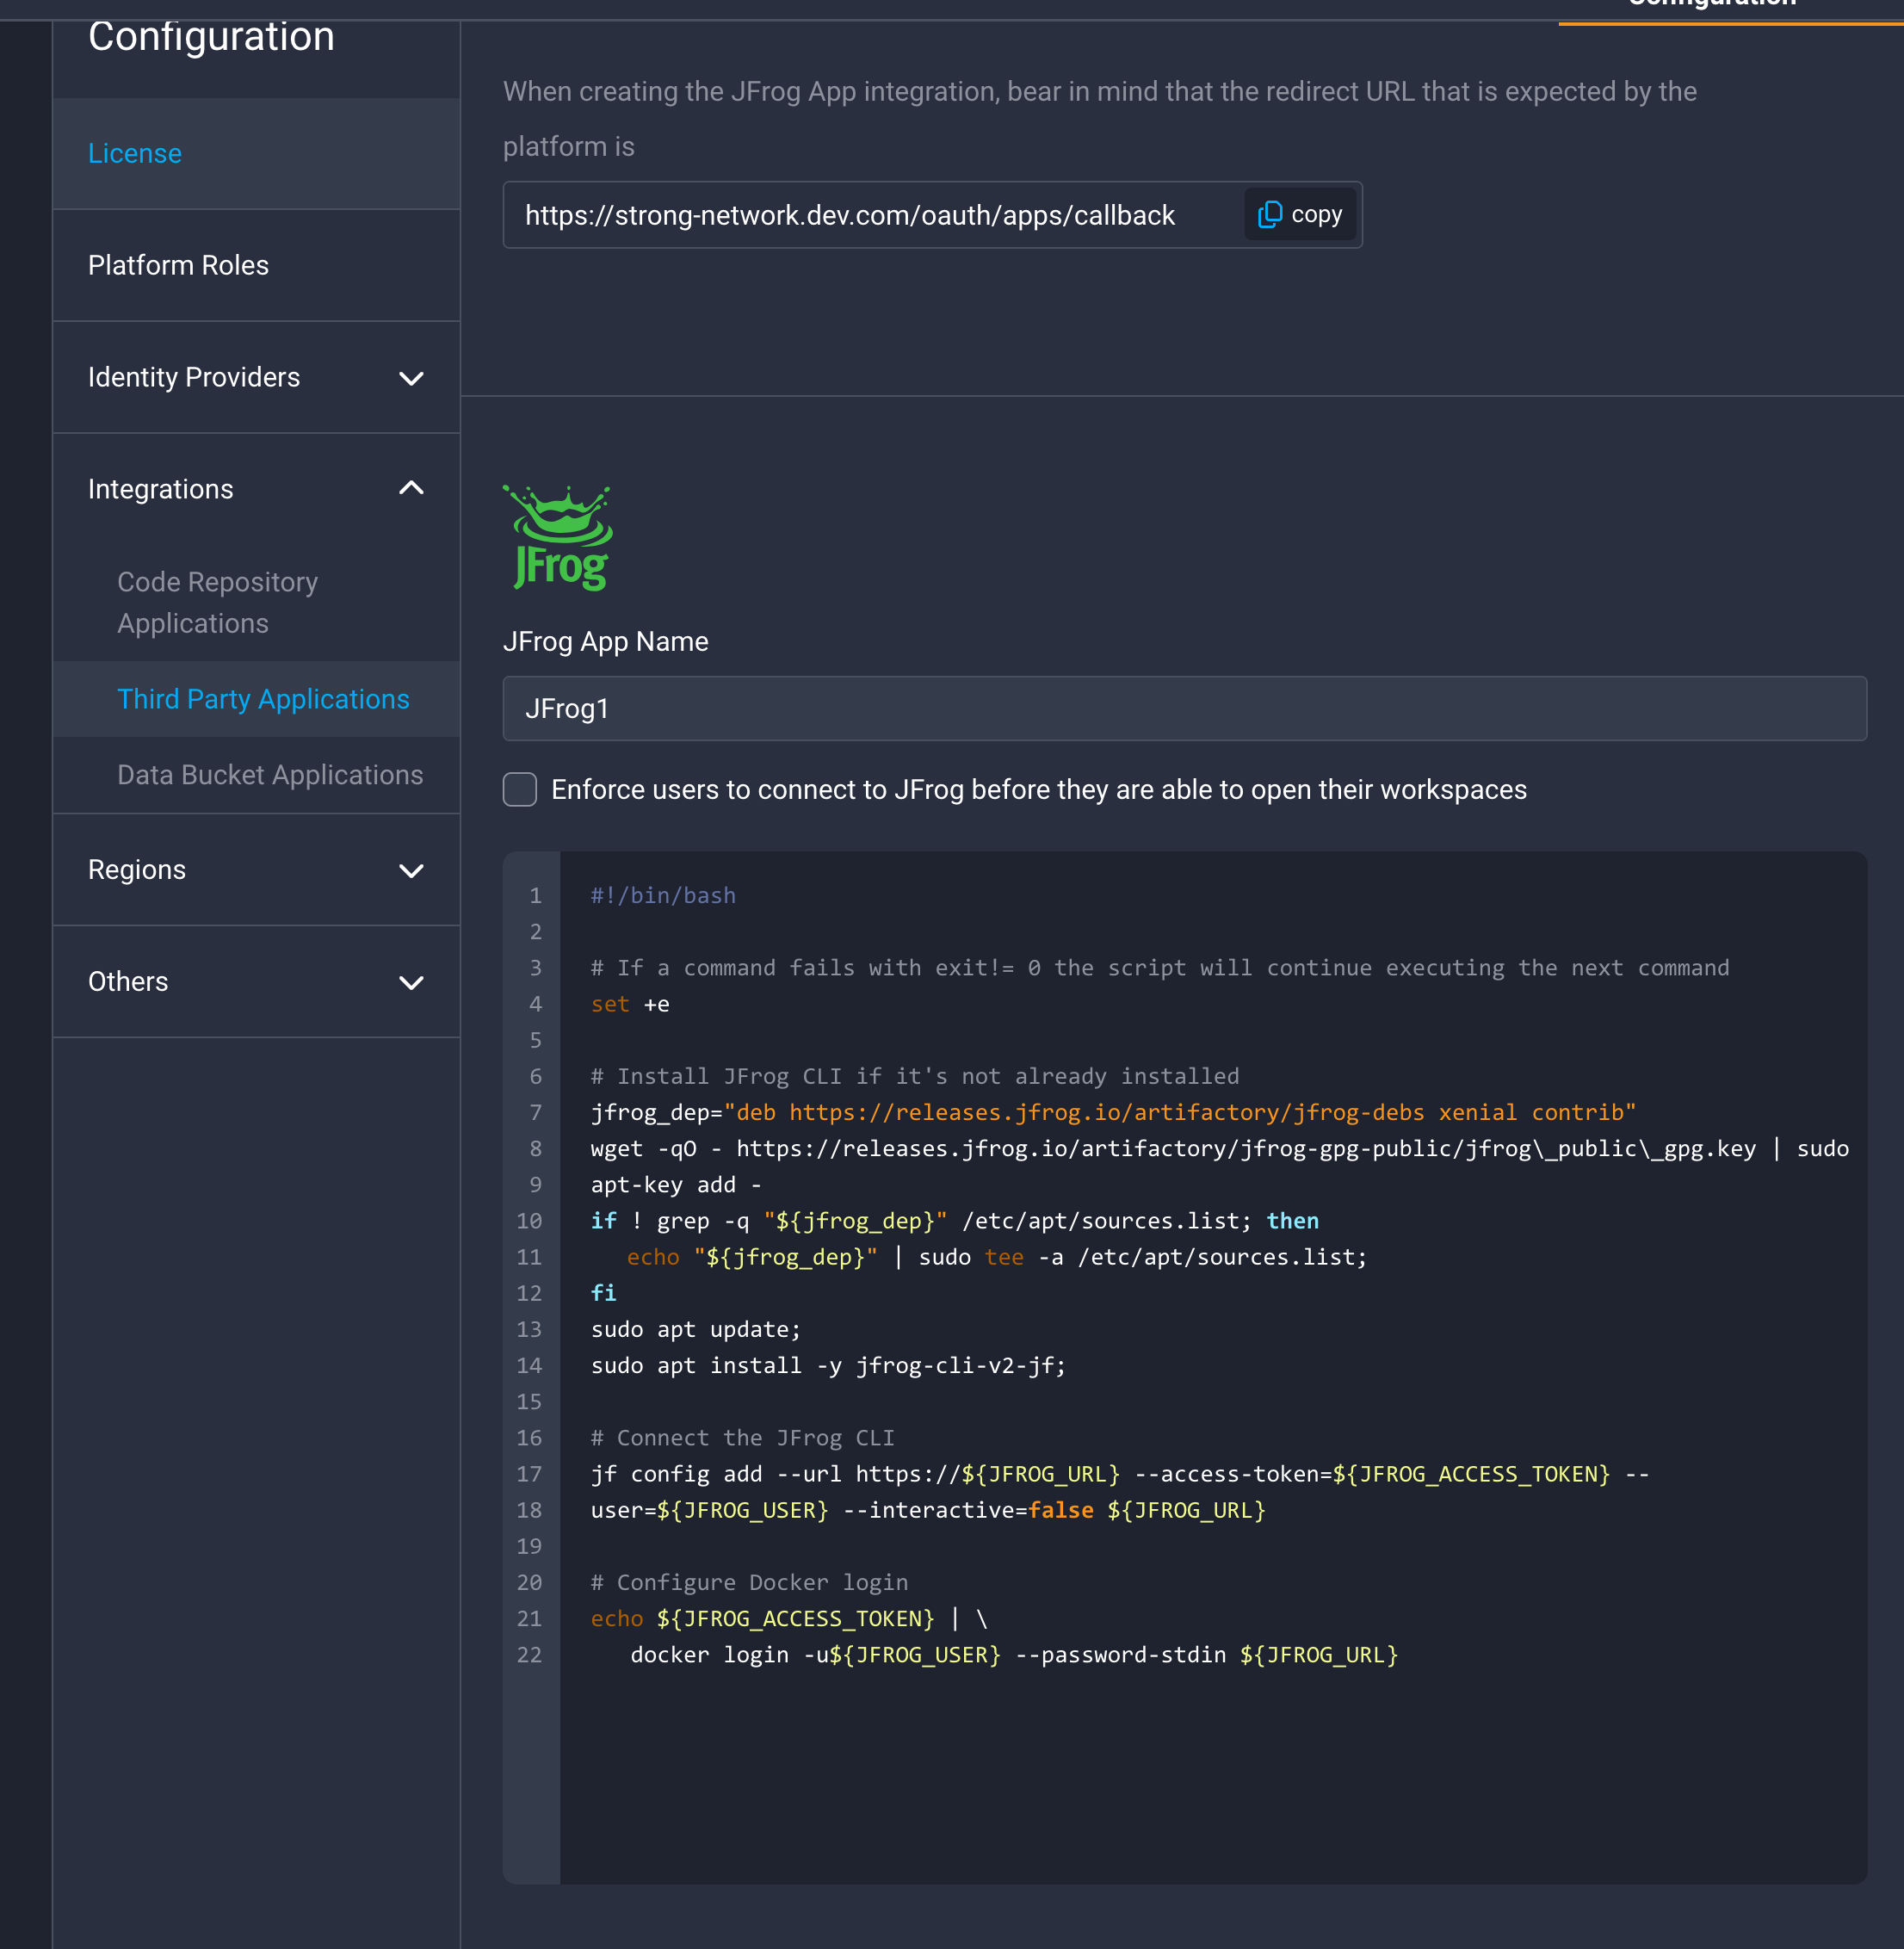 Configuration
Configuration
License
Platform Roles
Identity Providers
Integrations
Code Repository
Applications
Third Party Applications
Data Bucket Applications
Regions
Others
When creating the JFrog App integration, bear in mind that the redirect URL that is expected by the
platform is
https://strong-network.dev.com/oauth/apps/callback
copy
JFrog
JFrog App Name
JFrog1
Enforce users to connect to JFrog before they are able to open their workspaces
1 #!/bin/bash
2
3 # If a command fails with exit!= 0 the script will continue executing the next command
4 set +e
5
6 # Install JFrog CLI if it's not already installed
7 jfrog_dep="deb https://releases.jfrog.io/artifactory/jfrog-debs xenial contrib"
8 wget -qO - https://releases.jfrog.io/artifactory/jfrog-gpg-public/jfrog\_public\_gpg.key | sudo
9 apt-key add -
10 if ! grep -q "${jfrog_dep}" /etc/apt/sources.list; then
11 echo "${jfrog_dep}" | sudo tee -a /etc/apt/sources.list;
12 fi
13 sudo apt update;
14 sudo apt install -y jfrog-cli-v2-jf;
15
16 # Connect the JFrog CLI
17 jf config add --url https://${JFROG_URL} --access-token=${JFROG_ACCESS_TOKEN} --
18 user=${JFROG_USER} --interactive=false ${JFROG_URL}
19
20 # Configure Docker login
21 echo ${JFROG_ACCESS_TOKEN} | \
22 docker login -u${JFROG_USER} --password-stdin ${JFROG_URL}